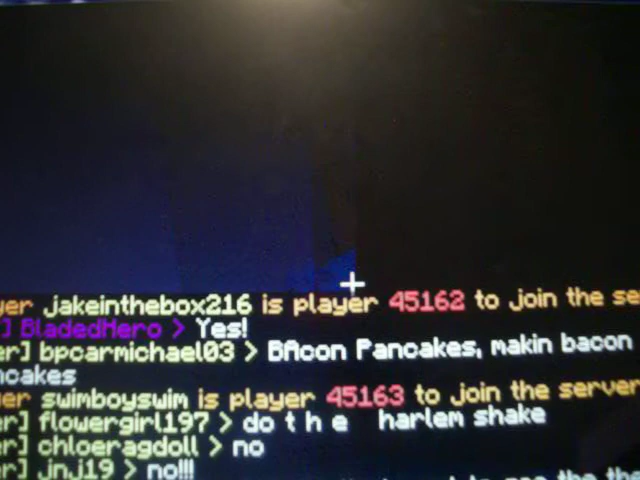 yer jakeinthebox216 is player 45162 to join the se
] BladedHero > Yes!
er] bpcarmichael03 > BAcon Pancakes, makin bacon
ncakes
er swimboyswim is player 45163 to join the server
er] flowergirl197 > do t h e harlem shake
er] chloeragdoll > no
er] jnj19 > no!!!